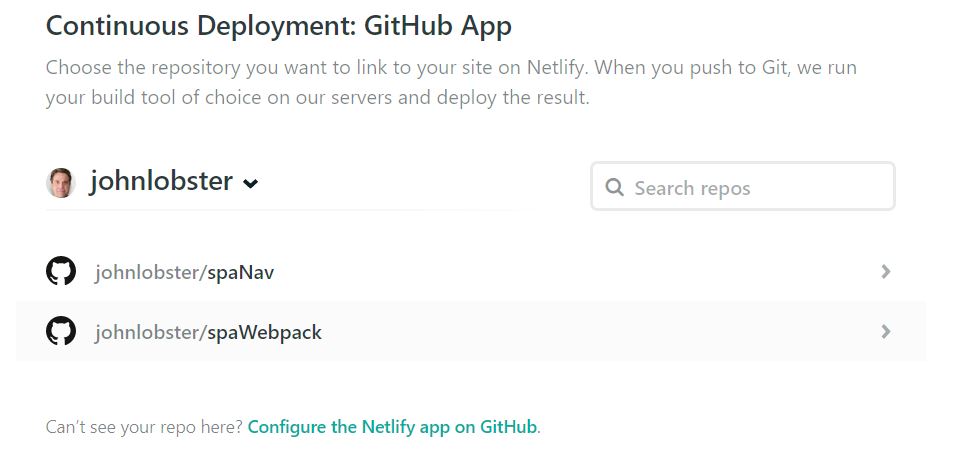 Continuous Deployment: GitHub App
Choose the repository you want to link to your site on Netlify. When you push to Git, we run
your build tool of choice on our servers and deploy the result.
johnlobster
Search repos
johnlobster/spaNav
johnlobster/spaWebpack
Can't see your repo here? Configure the Netlify app on GitHub.